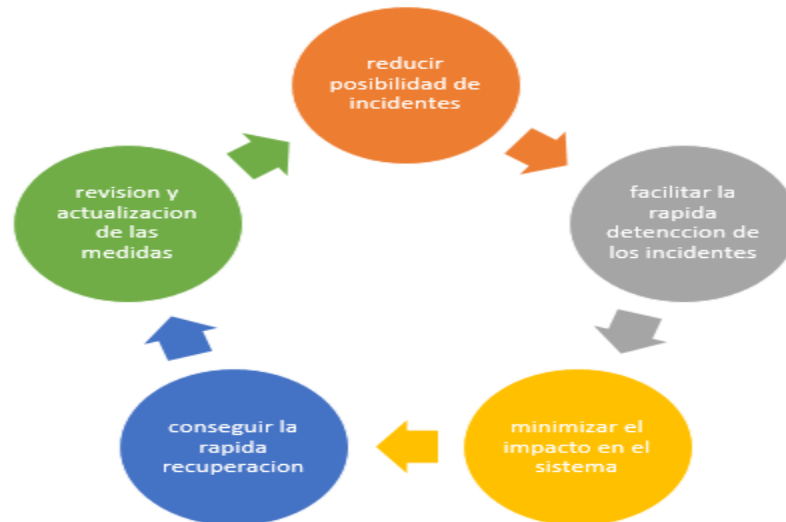 reducir
posibilidad de
incidentes
facilitar la
rapida
detenccion de
los incidentes
minimizar el
impacto en el
sistema
conseguir la
rapida
recuperacion
revision y
actualizacion
de las
medidas